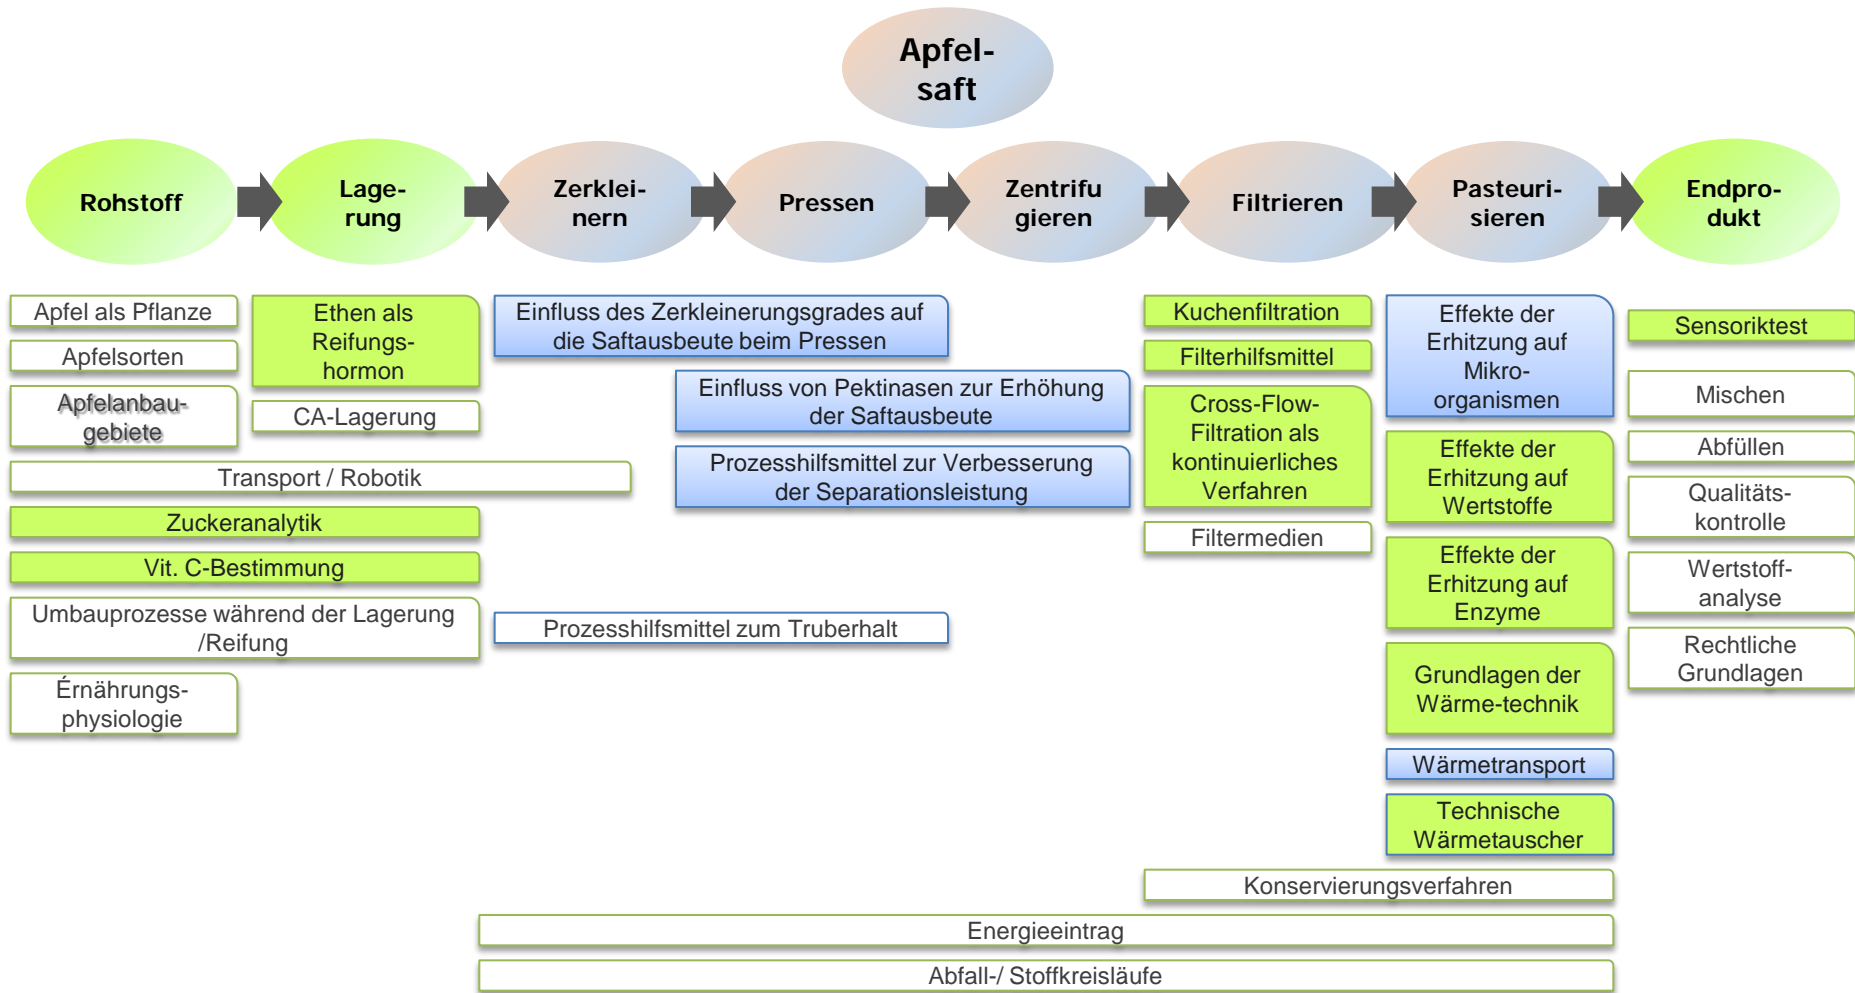 Apfel-
saft
Rohstoff
Lage-
rung
Zerklei-
nern
Pressen
Zentrifu
gieren
Filtrieren
Pasteuri-
sieren
Endpro-
dukt
Apfel als Pflanze
Apfelsorten
Apfelanbau-
gebiete
Ethen als
Reifungs-
hormon
CA-Lagerung
Transport / Robotik
Zuckeranalytik
Vit. C-Bestimmung
Umbauprozesse während der Lagerung
/Reifung
Érnährungs-
physiologie
Einfluss des Zerkleinerungsgrades auf
die Saftausbeute beim Pressen
Einfluss von Pektinasen zur Erhöhung
der Saftausbeute
Prozesshilfsmittel zur Verbesserung
der Separationsleistung
Prozesshilfsmittel zum Truberhalt
Kuchenfiltration
Filterhilfsmittel
Cross-Flow-
Filtration als
kontinuierliches
Verfahren
Filtermedien
Effekte der
Erhitzung auf
Mikro-
organismen
Effekte der
Erhitzung auf
Wertstoffe
Effekte der
Erhitzung auf
Enzyme
Grundlagen der
Wärme-technik
Wärmetransport
Technische
Wärmetauscher
Sensoriktest
Mischen
Abfüllen
Qualitäts-
kontrolle
Wertstoff-
analyse
Rechtliche
Grundlagen
Konservierungsverfahren
Energieeintrag
Abfall-/ Stoffkreisläufe